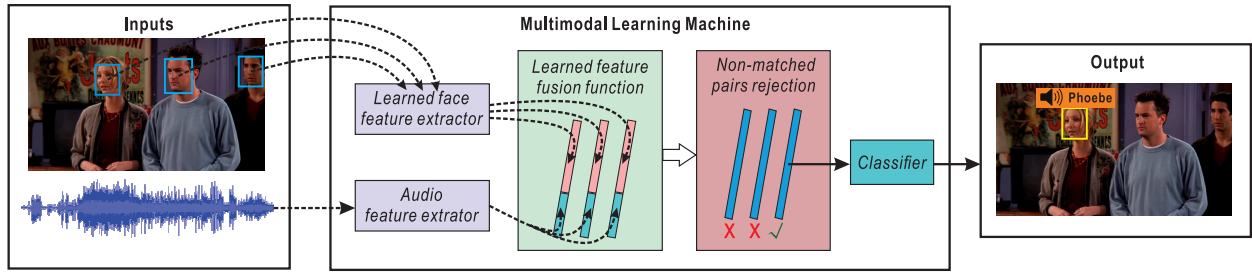 Inputs
Multimodal Learning Machine
Learned face
feature extractor
Audio
feature extrator
Learned feature
fusion function
Non-matched
pairs rejection
X X ✓
Classifier
Output
Phoebe